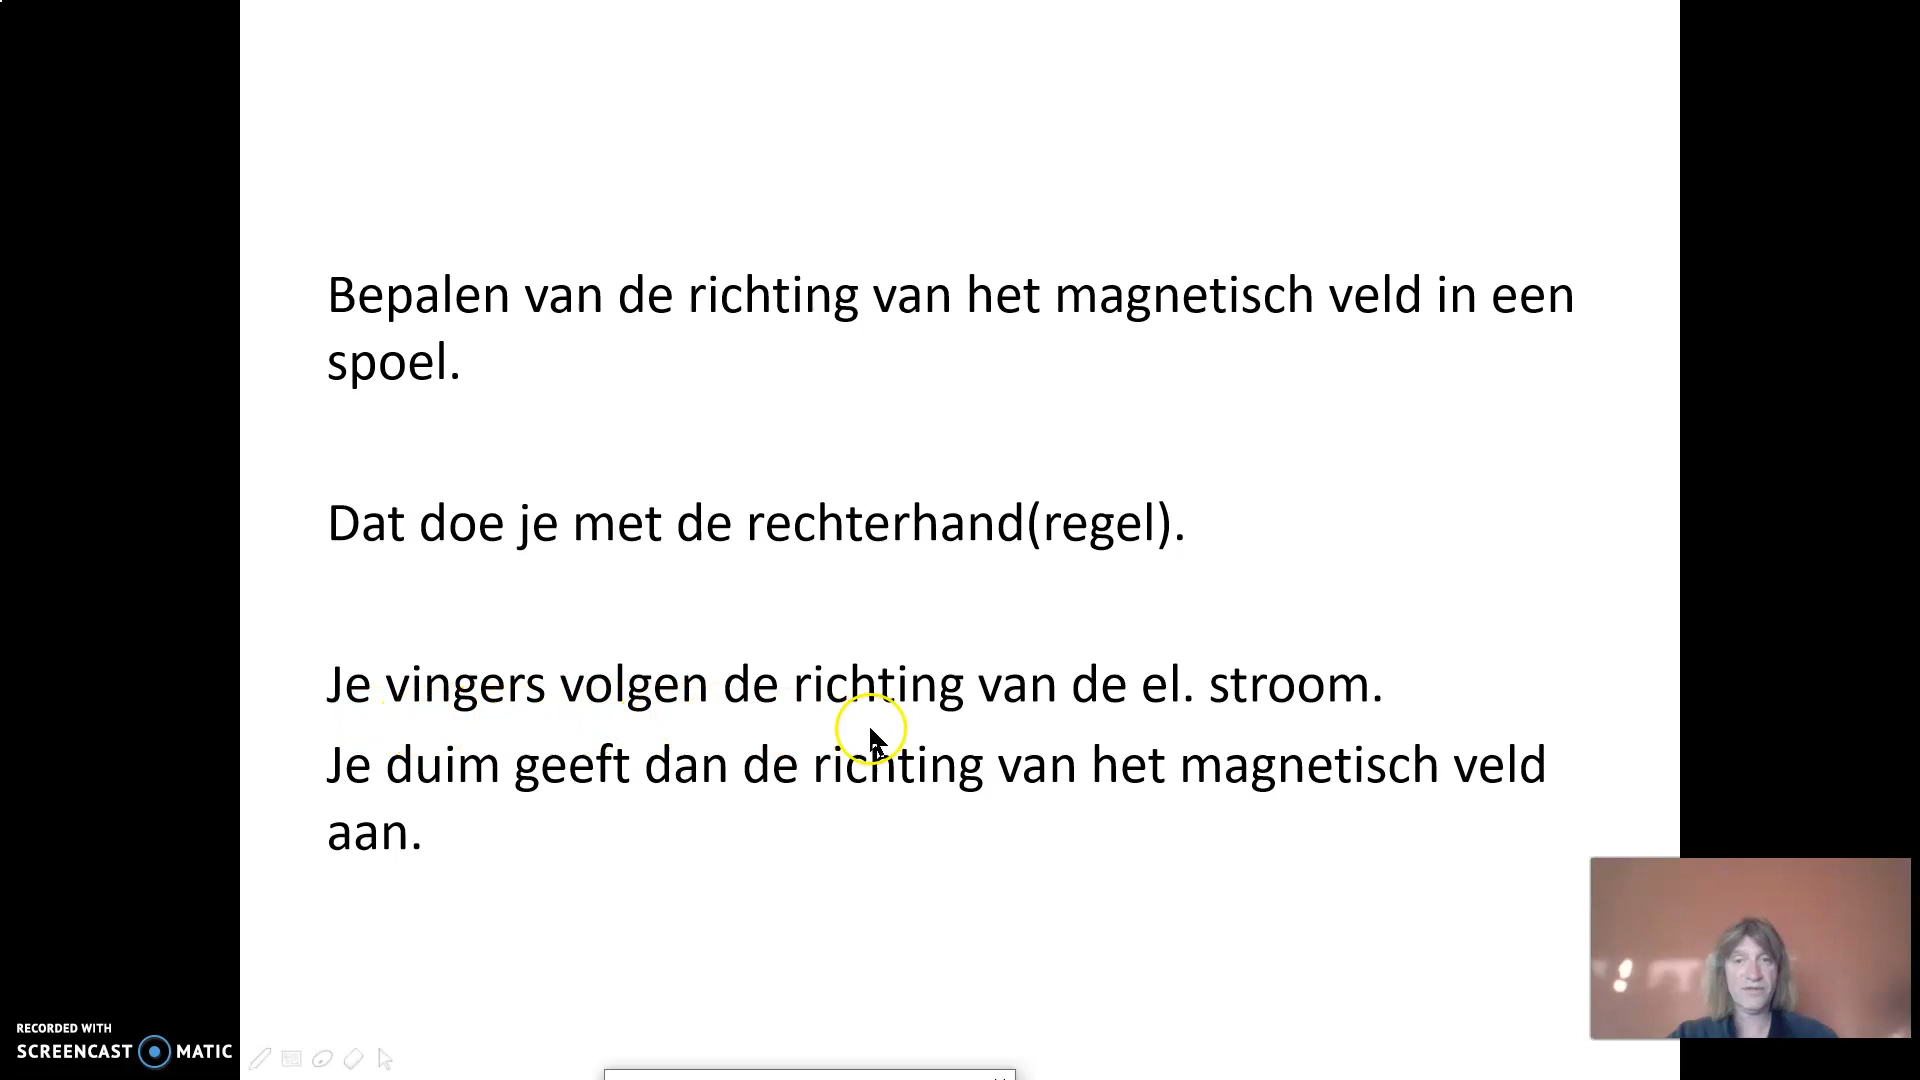 Bepalen van de richting van het magnetisch veld in een
spoel.
Dat doe je met de rechterhand(regel).
Je vingers volgen de richting van de el. stroom.
Je duim geeft dan de richting van het magnetisch veld
aan.
RECORDED WITH
SCREENCAST MATIC